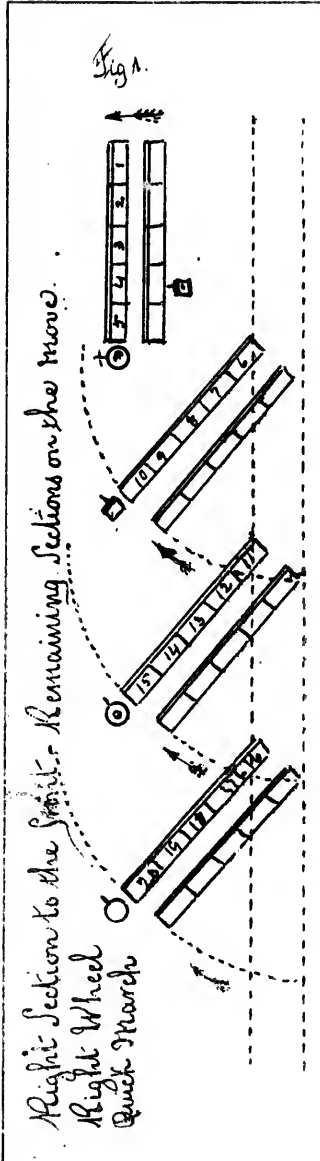 Right Section to the Front. Remaining Sections on the Move.
Right Wheel
Quick March
Fig 1.
5 4 3 2 1
10 9 8 7 6
15 14 13 12 11
20 19 18 17 16